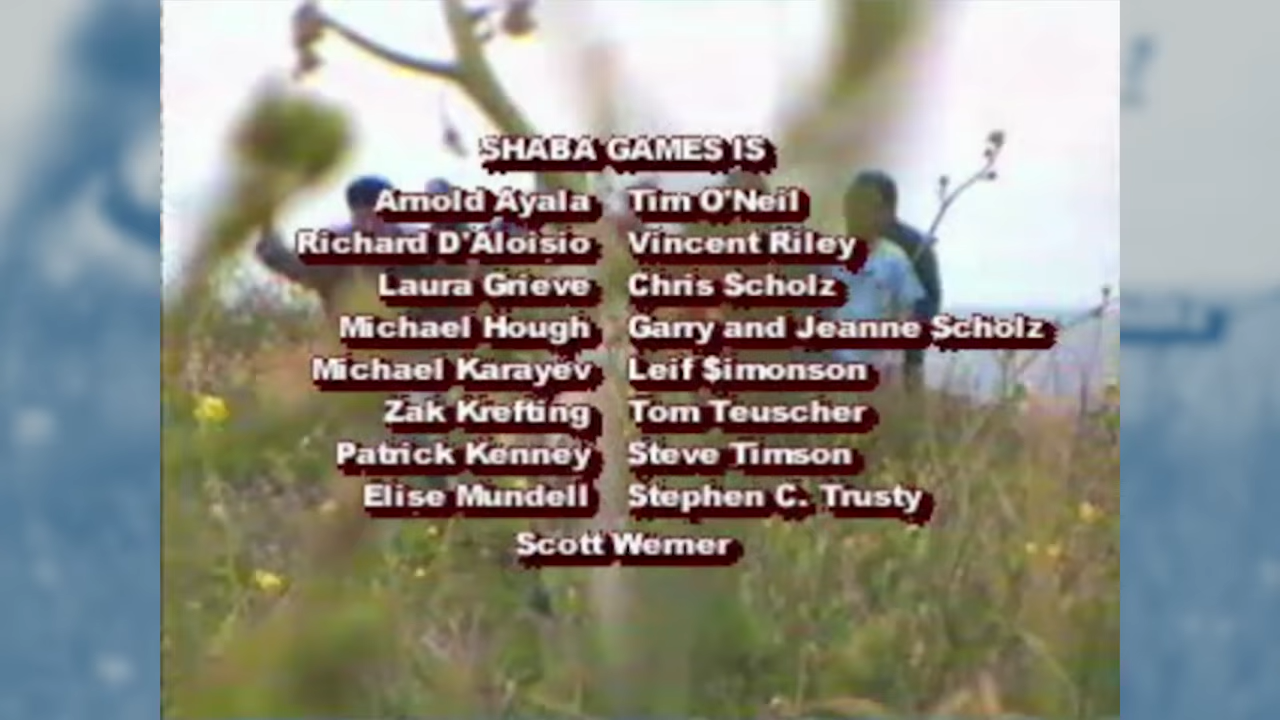 SHABA GAMES IS
Arnold Ayala Tim O'Neil
Richard D'Aloisio Vincent Riley
Laura Grieve Chris Scholz
Michael Hough Garry and Jeanne Scholz
Michael Karayev Leif $imonson
Zak Krefting Tom Teuscher
Patrick Kenney Steve Timson
Elise Mundell Stephen C. Trusty
Scott Werner